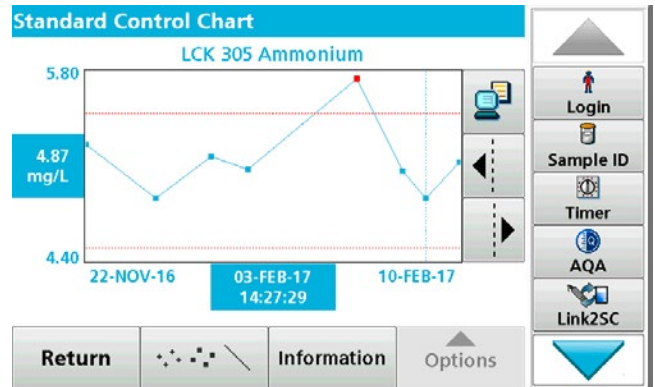 Standard Control Chart
LCK 305 Ammonium
5.80
4.87
mg/L
4.40
22-NOV-16
03-FEB-17
14:27:29
10-FEB-17
Return
Information
Options
Login
Sample ID
Timer
AQA
Link2SC